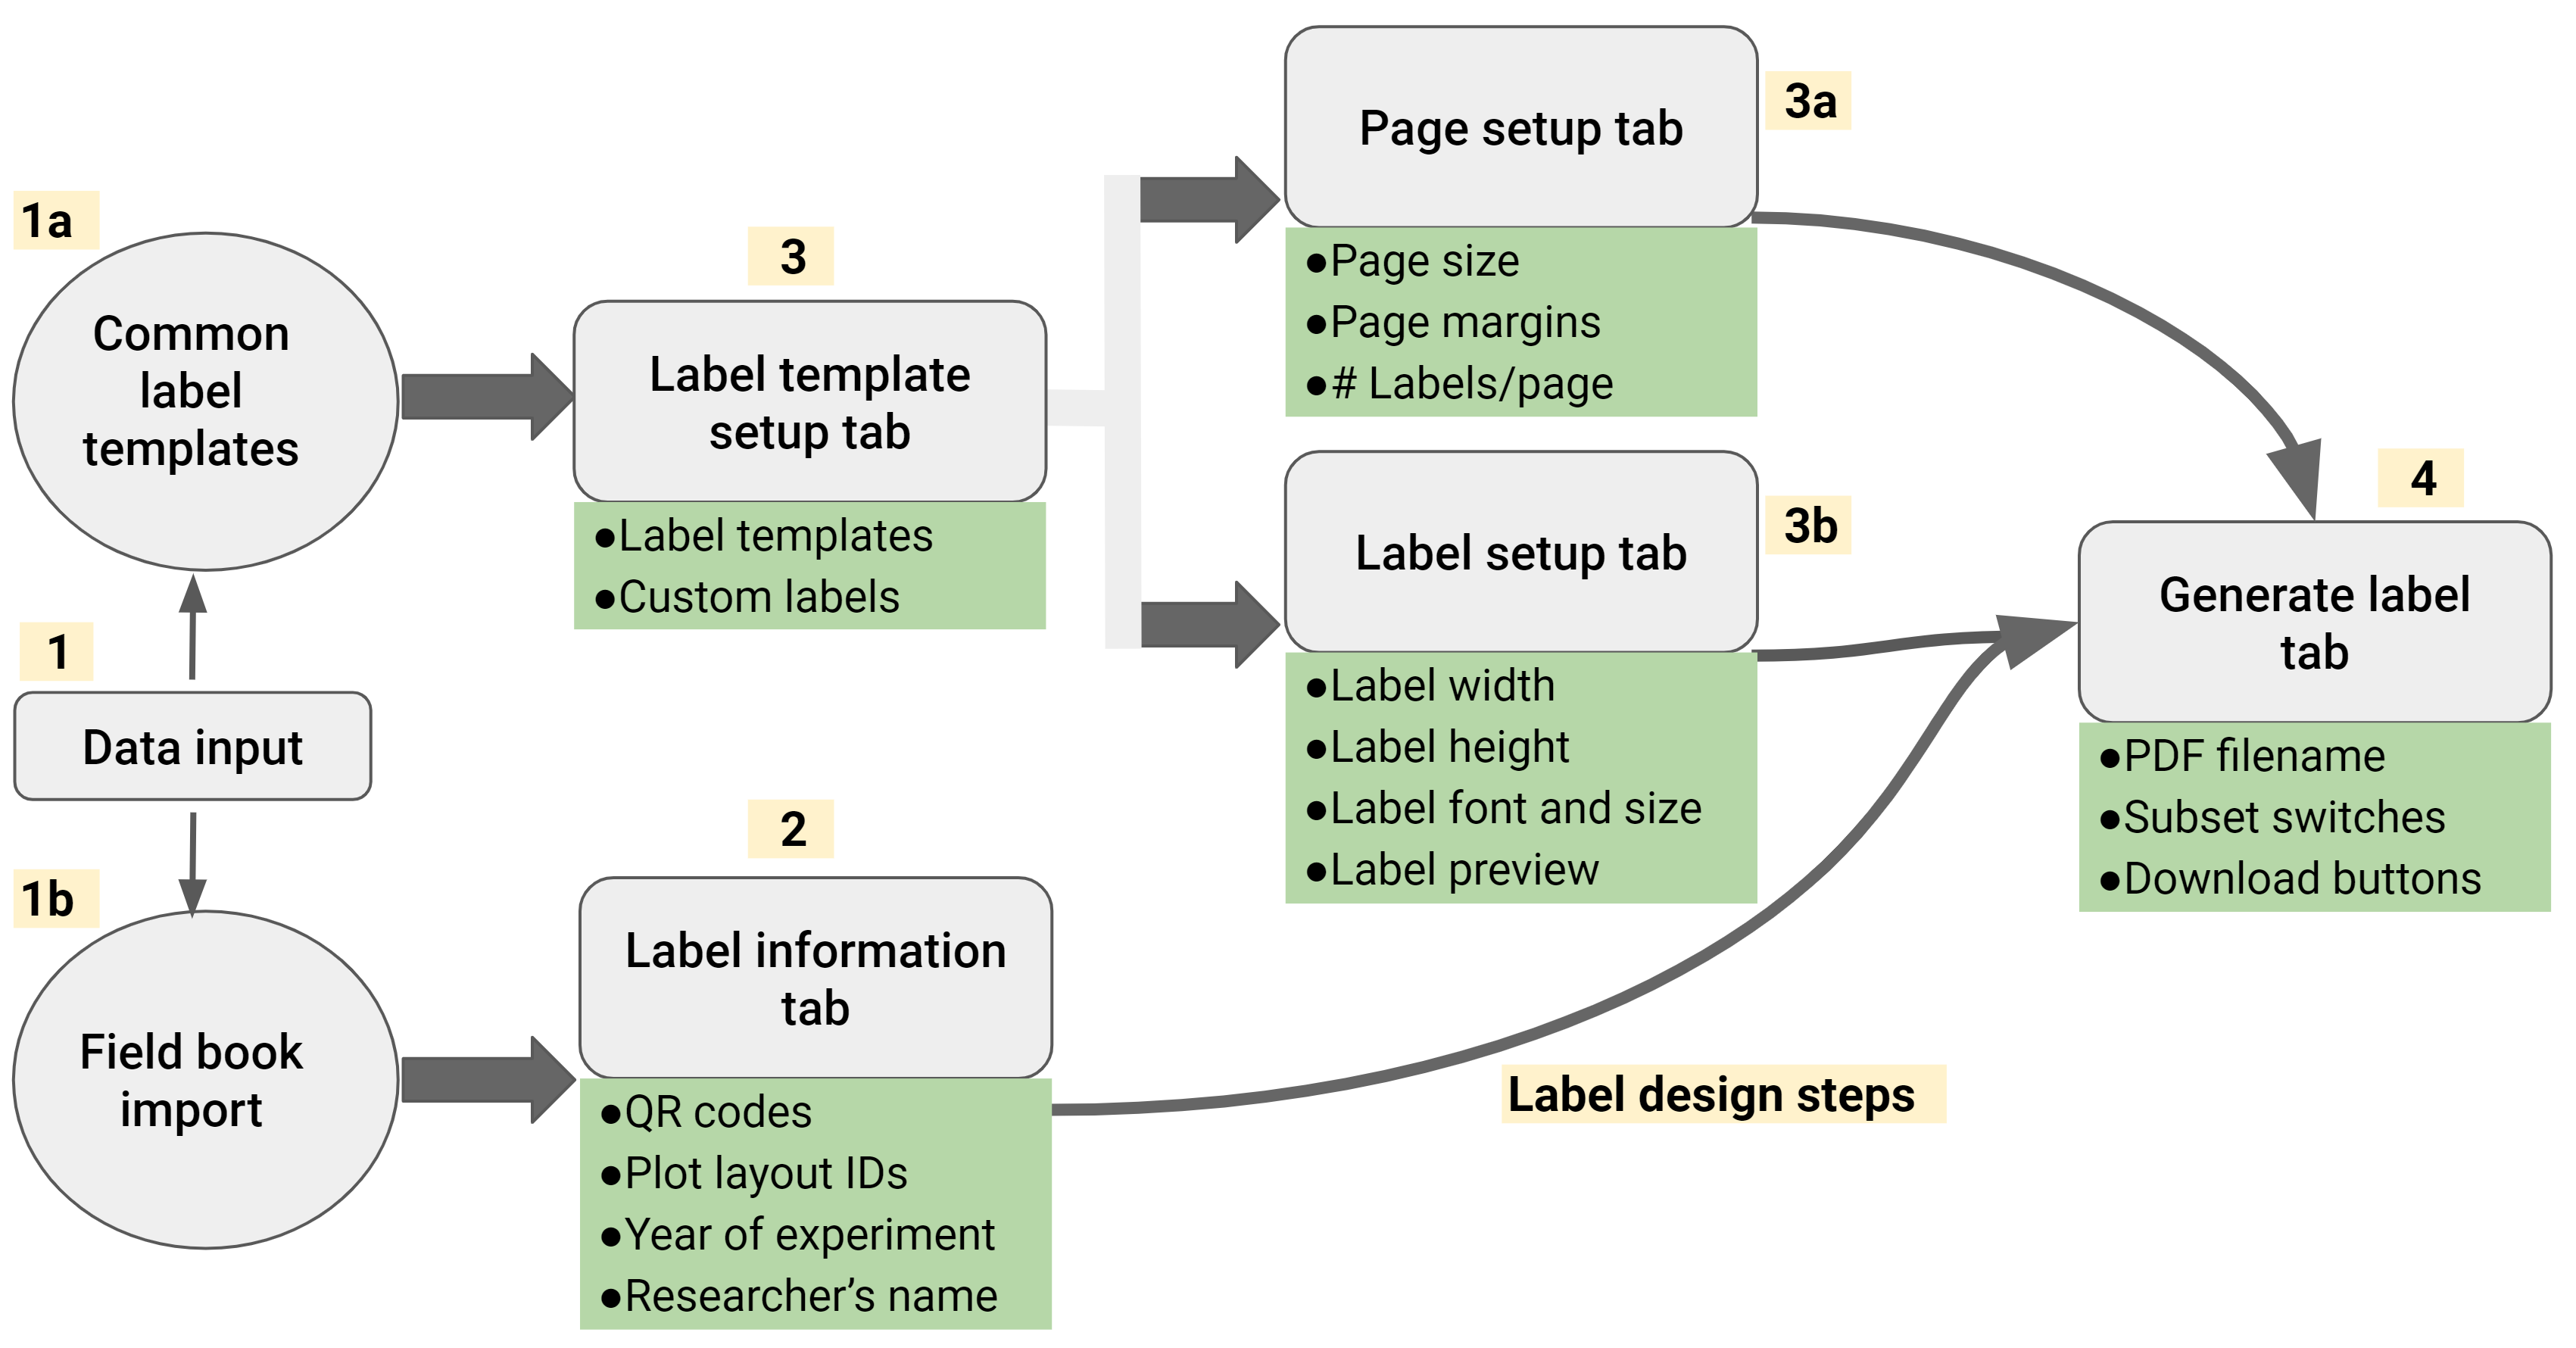 1a
Common
label
templates
1
Data input
1b
Field book
import
3
Label template
setup tab
●Label templates
●Custom labels
2
Label information
tab
●QR codes
●Plot layout IDs
●Year of experiment
●Researcher’s name
3a
Page setup tab
●Page size
●Page margins
●# Labels/page
3b
Label setup tab
●Label width
●Label height
●Label font and size
●Label preview
4
Generate label
tab
●PDF filename
●Subset switches
●Download buttons
Label design steps